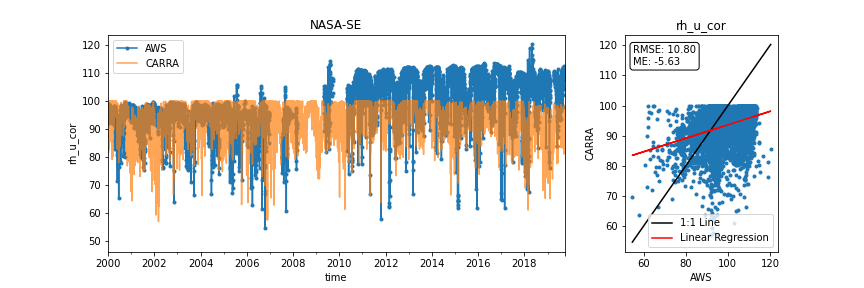 NASA-SE
rh_u_cor
AWS
CARRA
120
110
100
90
80
70
60
50
rh_u_cor
2000
2002
2004
2006
2008
2010
2012
2014
2016
2018
time
rh_u_cor
RMSE: 10.80
ME: -5.63
120
110
100
90
80
70
60
CARRA
1:1 Line
Linear Regression
60
80
100
120
AWS